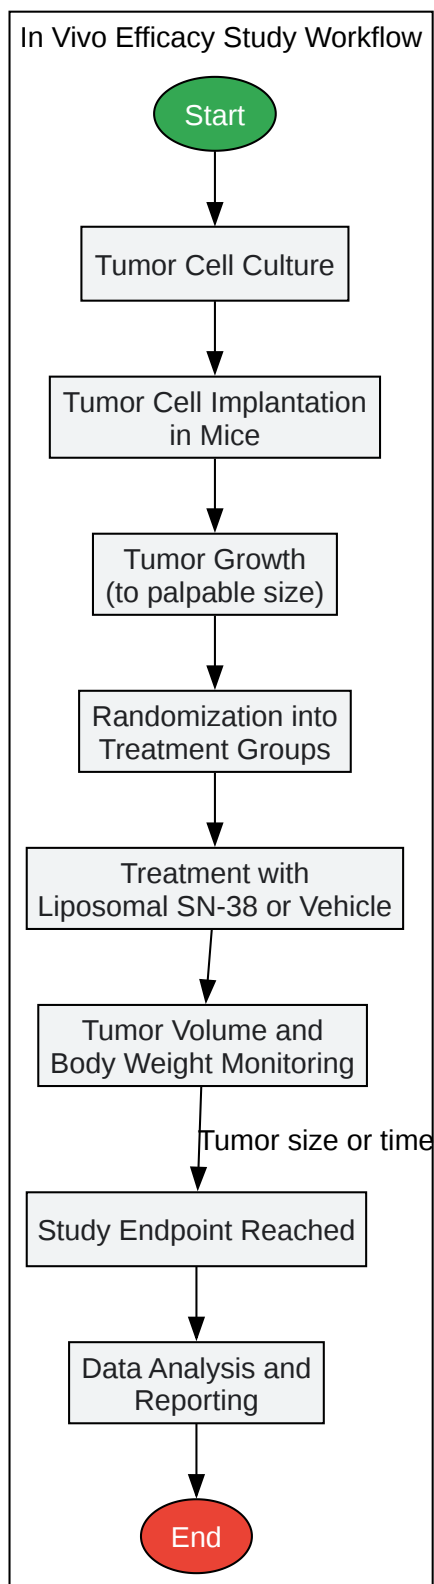 In Vivo Efficacy Study Workflow
Start
Tumor Cell Culture
Tumor Cell Implantation
in Mice
Tumor Growth
(to palpable size)
Randomization into
Treatment Groups
Treatment with
Liposomal SN-38 or Vehicle
Tumor Volume and
Body Weight Monitoring
Tumor size or time
Study Endpoint Reached
Data Analysis and
Reporting
End